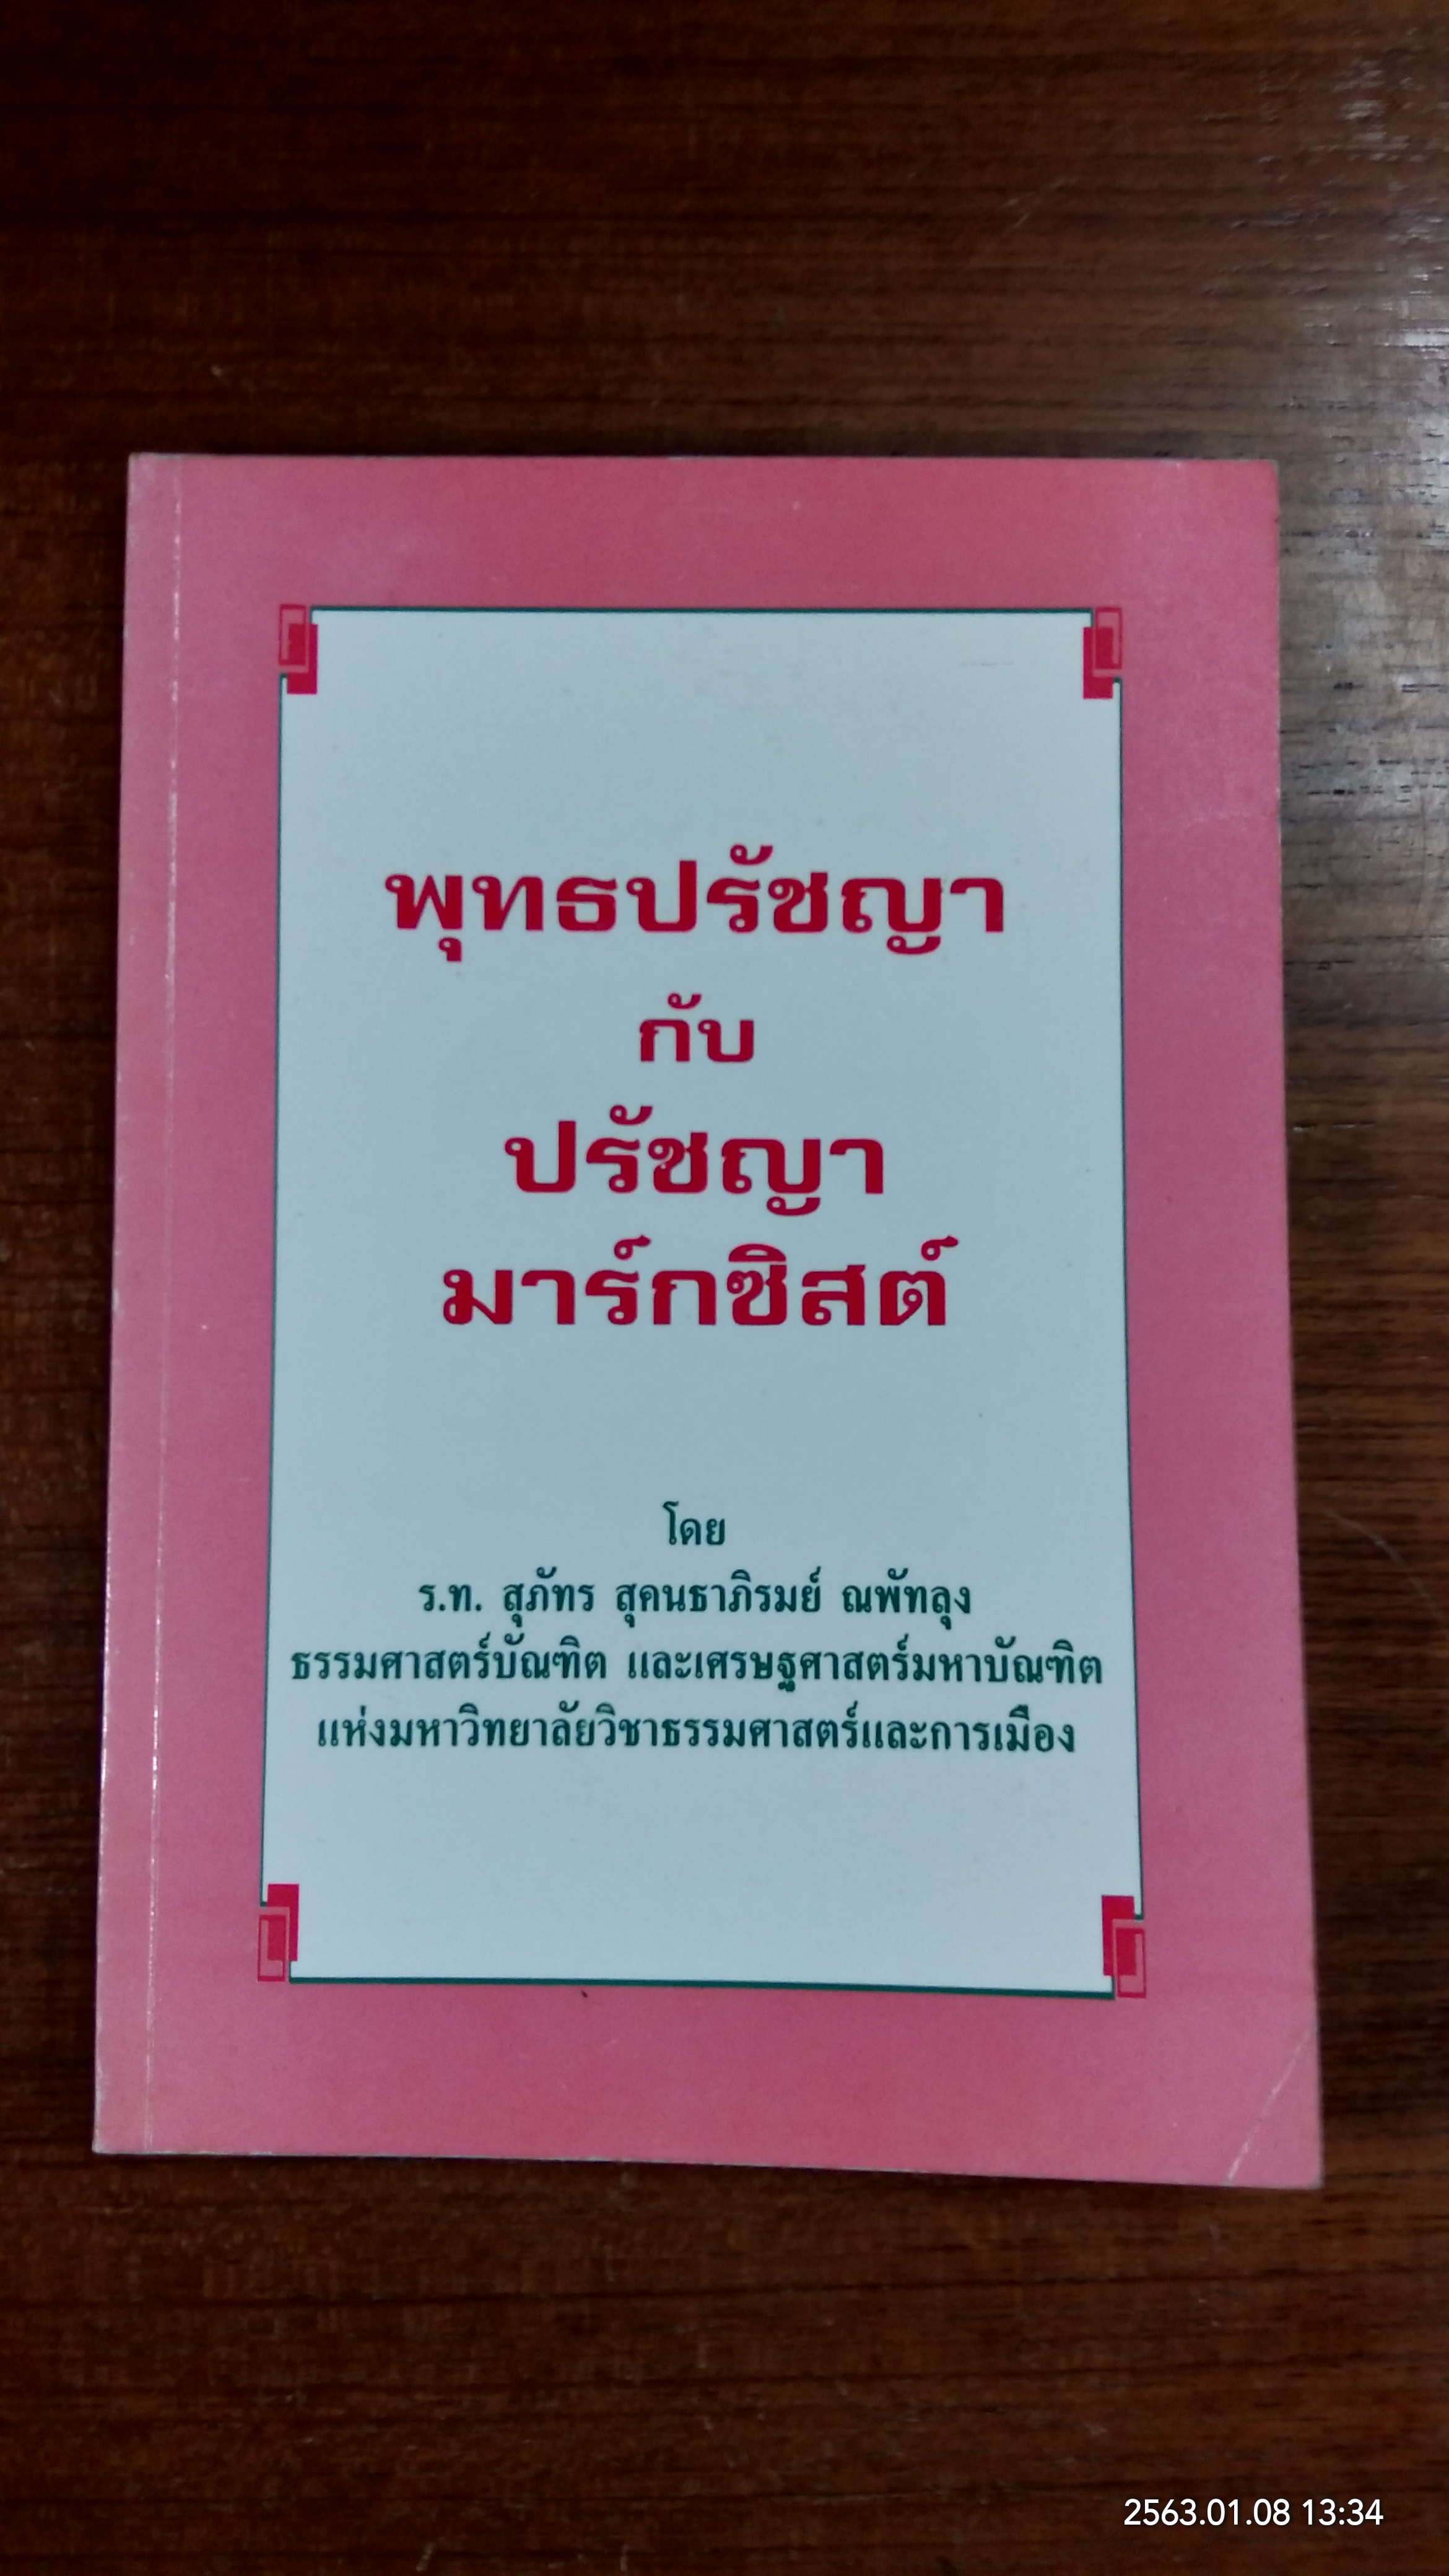 พุทธปรัชญา
กับ
ปรัชญา
มาร์กซิสต์
โดย
ร.ท. สุภัทร สุคนธาภิรมย์ ณพัทลุง
ธรรมศาสตร์บัณฑิต และเศรษฐศาสตร์มหาบัณฑิต
แห่งมหาวิทยาลัยวิชาธรรมศาสตร์และการเมือง
2563.01.08 13:34